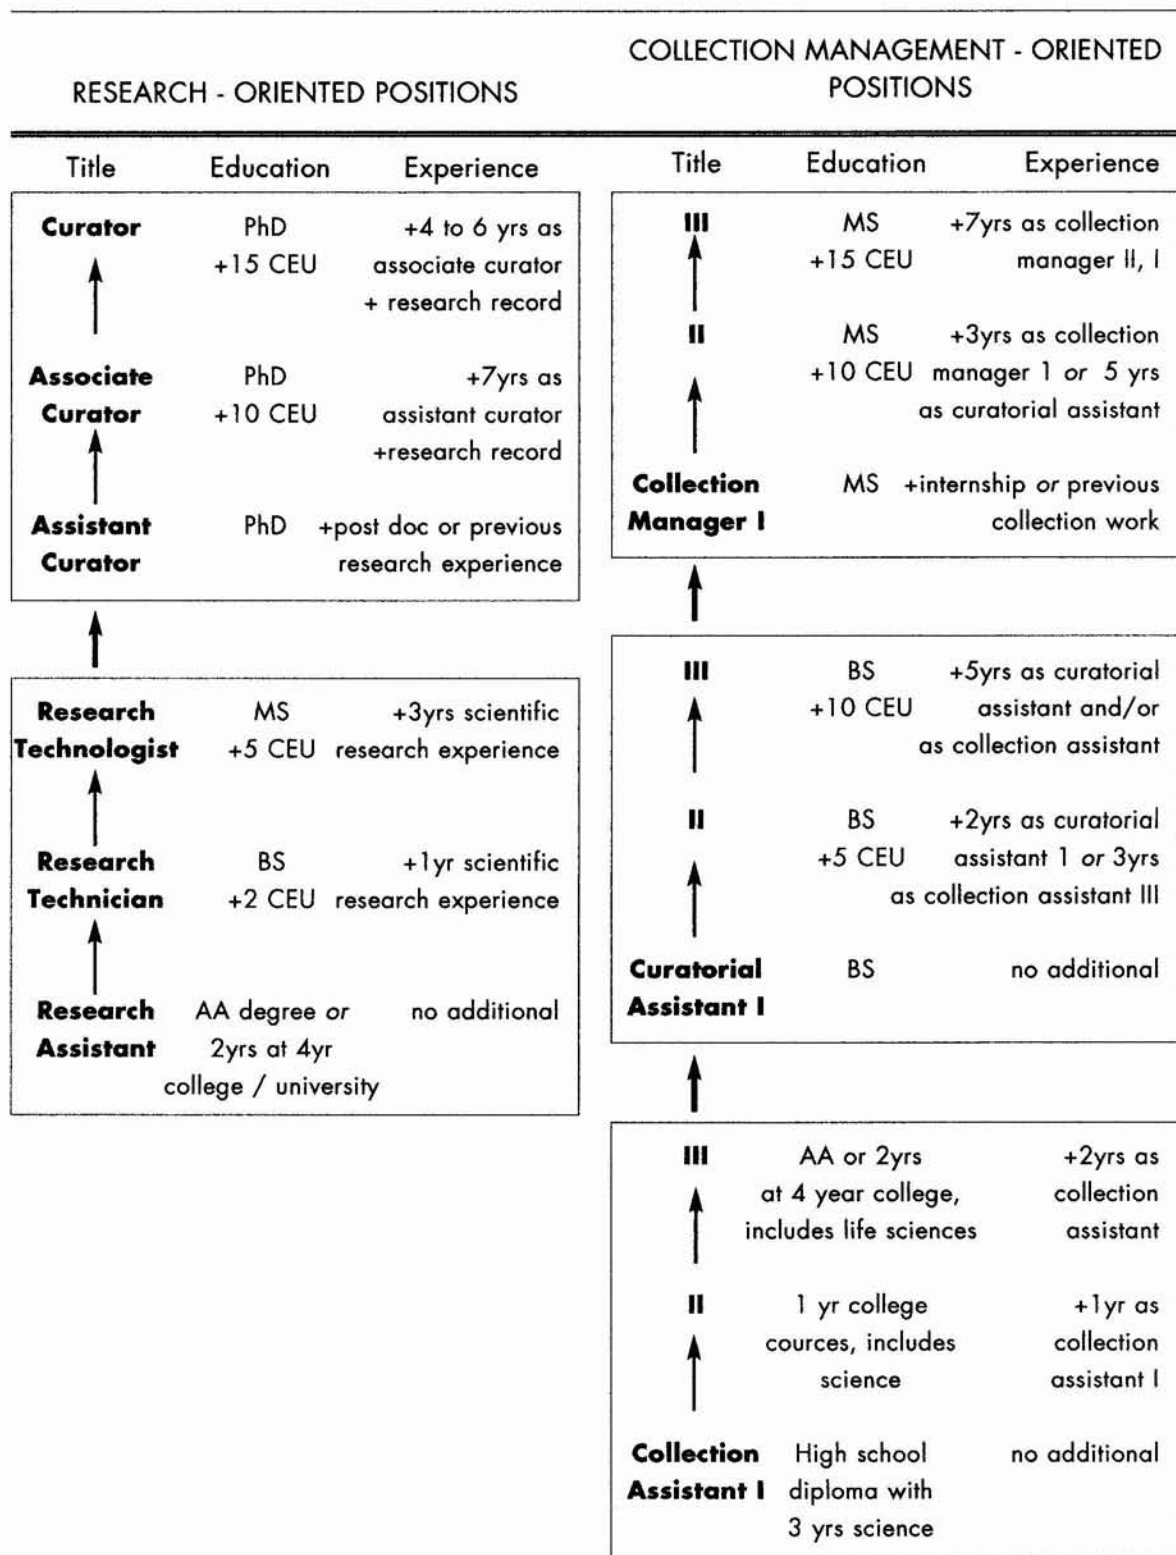 RESEARCH - ORIENTED POSITIONS
Title Education Experience
Curator PhD +4 to 6 yrs as
+15 CEU associate curator
+ research record
Associate PhD +7yrs as
Curator +10 CEU assistant curator
+research record
Assistant PhD +post doc or previous
Curator research experience
Research MS +3yrs scientific
Technologist +5 CEU research experience
Research BS +1yr scientific
Technician +2 CEU research experience
Research AA degree or no additional
Assistant 2yrs at 4yr
college / university
COLLECTION MANAGEMENT - ORIENTED
POSITIONS
Title Education Experience
III MS +7yrs as collection
+15 CEU manager II, I
II MS +3yrs as collection
+10 CEU manager 1 or 5 yrs
as curatorial assistant
Collection MS +internship or previous
Manager I collection work
III BS +5yrs as curatorial
+10 CEU assistant and/or
as collection assistant
II BS +2yrs as curatorial
+5 CEU assistant 1 or 3yrs
as collection assistant III
Curatorial BS no additional
Assistant I
III AA or 2yrs +2yrs as
at 4 year college, collection
includes life sciences assistant
II 1 yr college +1yr as
cources, includes collection
science assistant I
Collection High school no additional
Assistant I diploma with
3 yrs science